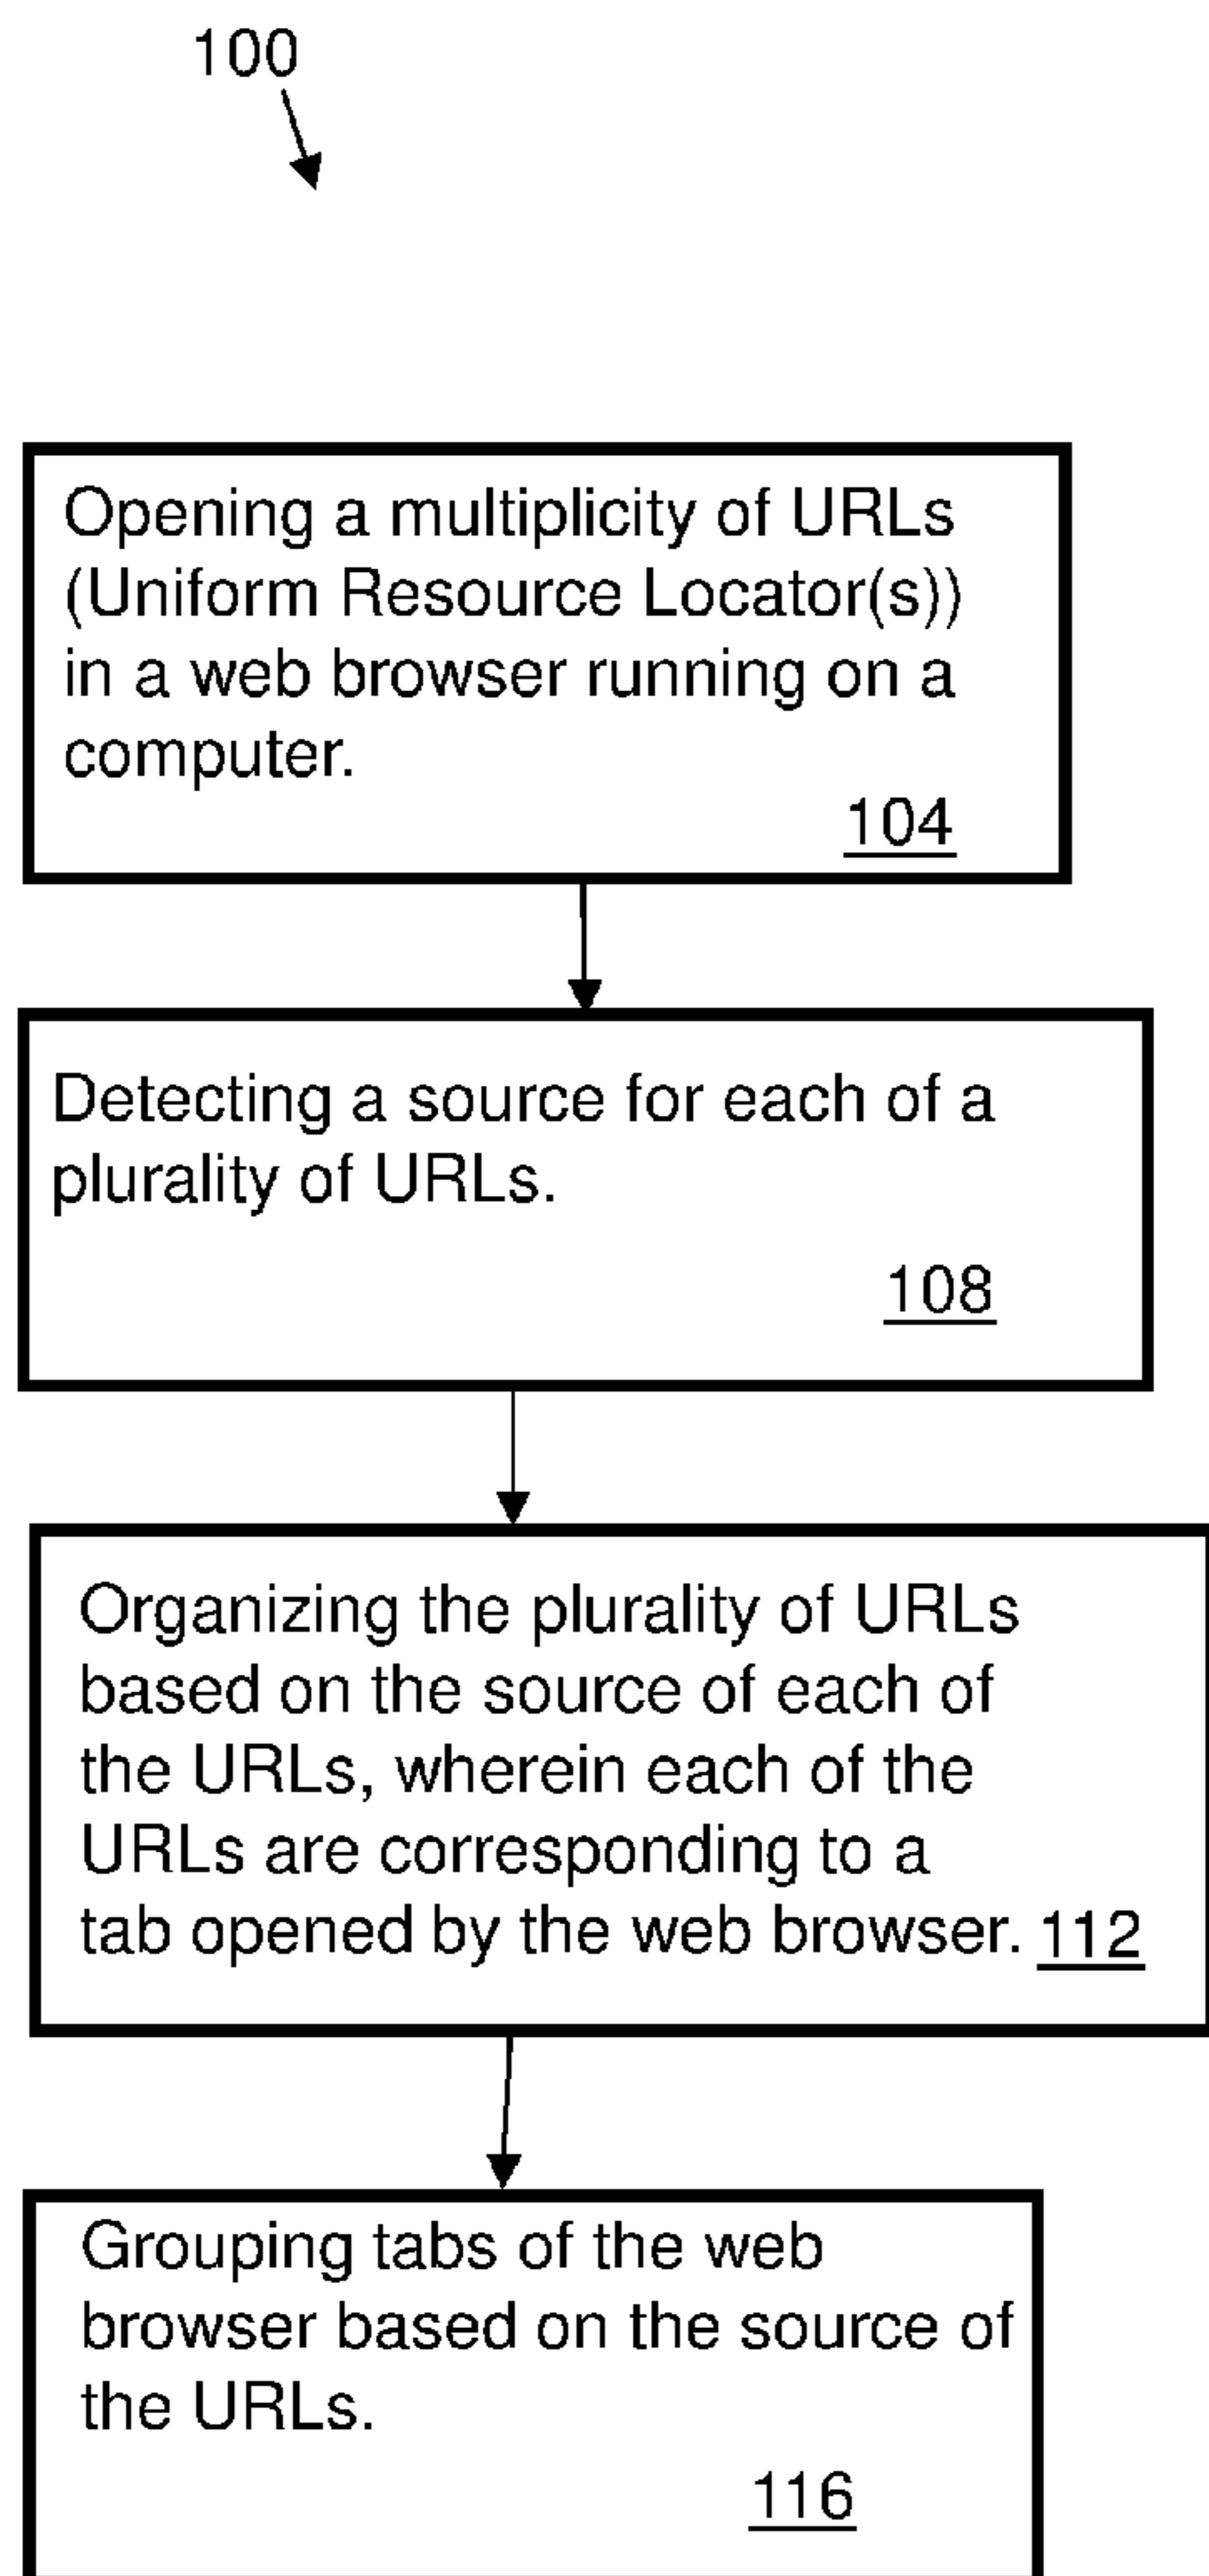 100
Opening a multiplicity of URLs
(Uniform Resource Locator(s))
in a web browser running on a
computer.
104
Detecting a source for each of a
plurality of URLs.
108
Organizing the plurality of URLs
based on the source of each of
the URLs, wherein each of the
URLs are corresponding to a
tab opened by the web browser. 112
Grouping tabs of the web
browser based on the source of
the URLs.
116